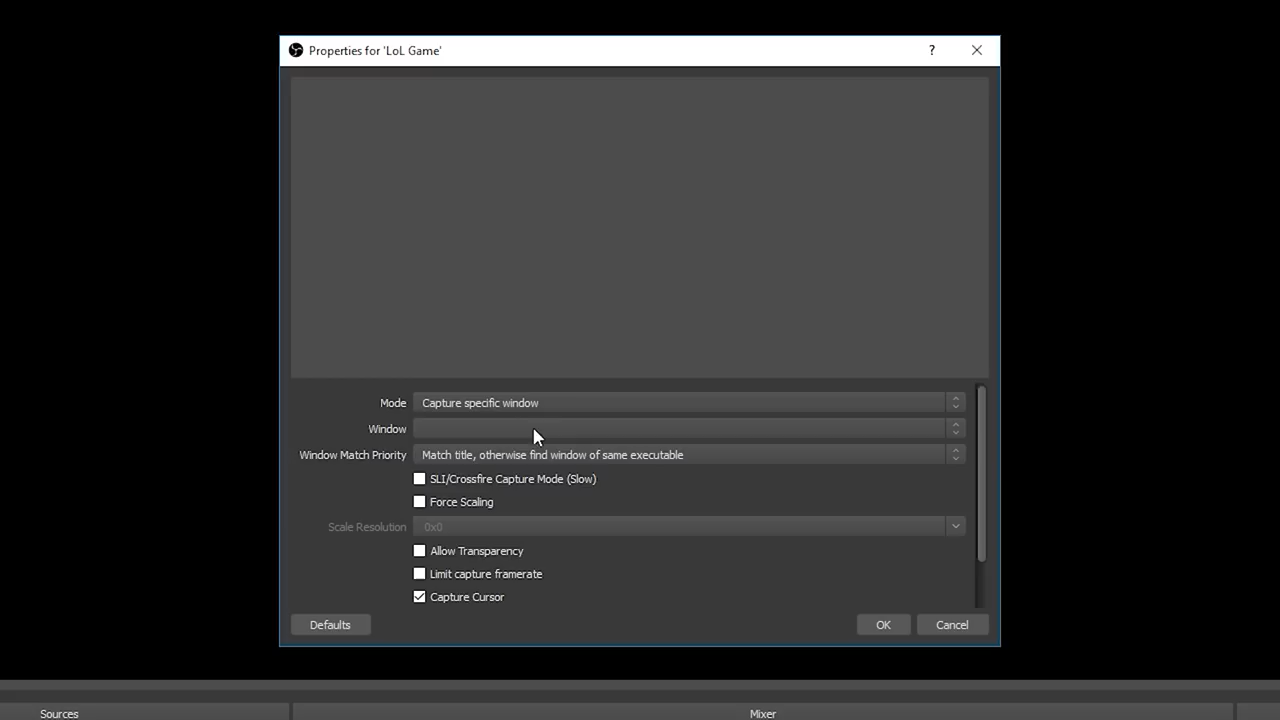 Properties for 'LoL Game'
?
Mode Capture specific window
Window
Window Match Priority Match title, otherwise find window of same executable
SLI/Crossfire Capture Mode (Slow)
Force Scaling
Scale Resolution 0x0
Allow Transparency
Limit capture framerate
Capture Cursor
Defaults OK Cancel
Sources Mixer